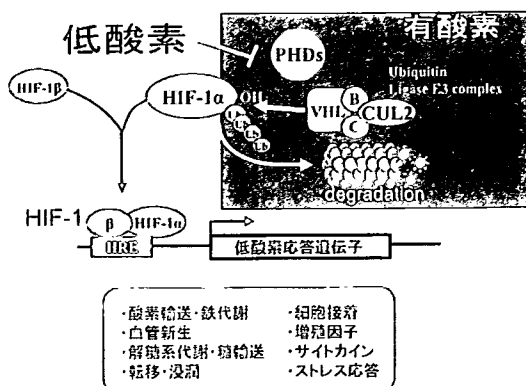 低酸素
有酸素
PHDs
HIF-1β
HIF-1α
OH
Ub
Ub
Ub
Ub
VHL
B
C
CUL2
Ubiquitin
Ligase E3 complex
degradation
HIF-1
β
HIF-1α
HRE
低酸素応答遺伝子
・酸素輸送・鉄代謝
・血管新生
・解糖系代謝・糖輸送
・転移・浸潤
・細胞接着
・増殖因子
・サイトカイン
・ストレス応答